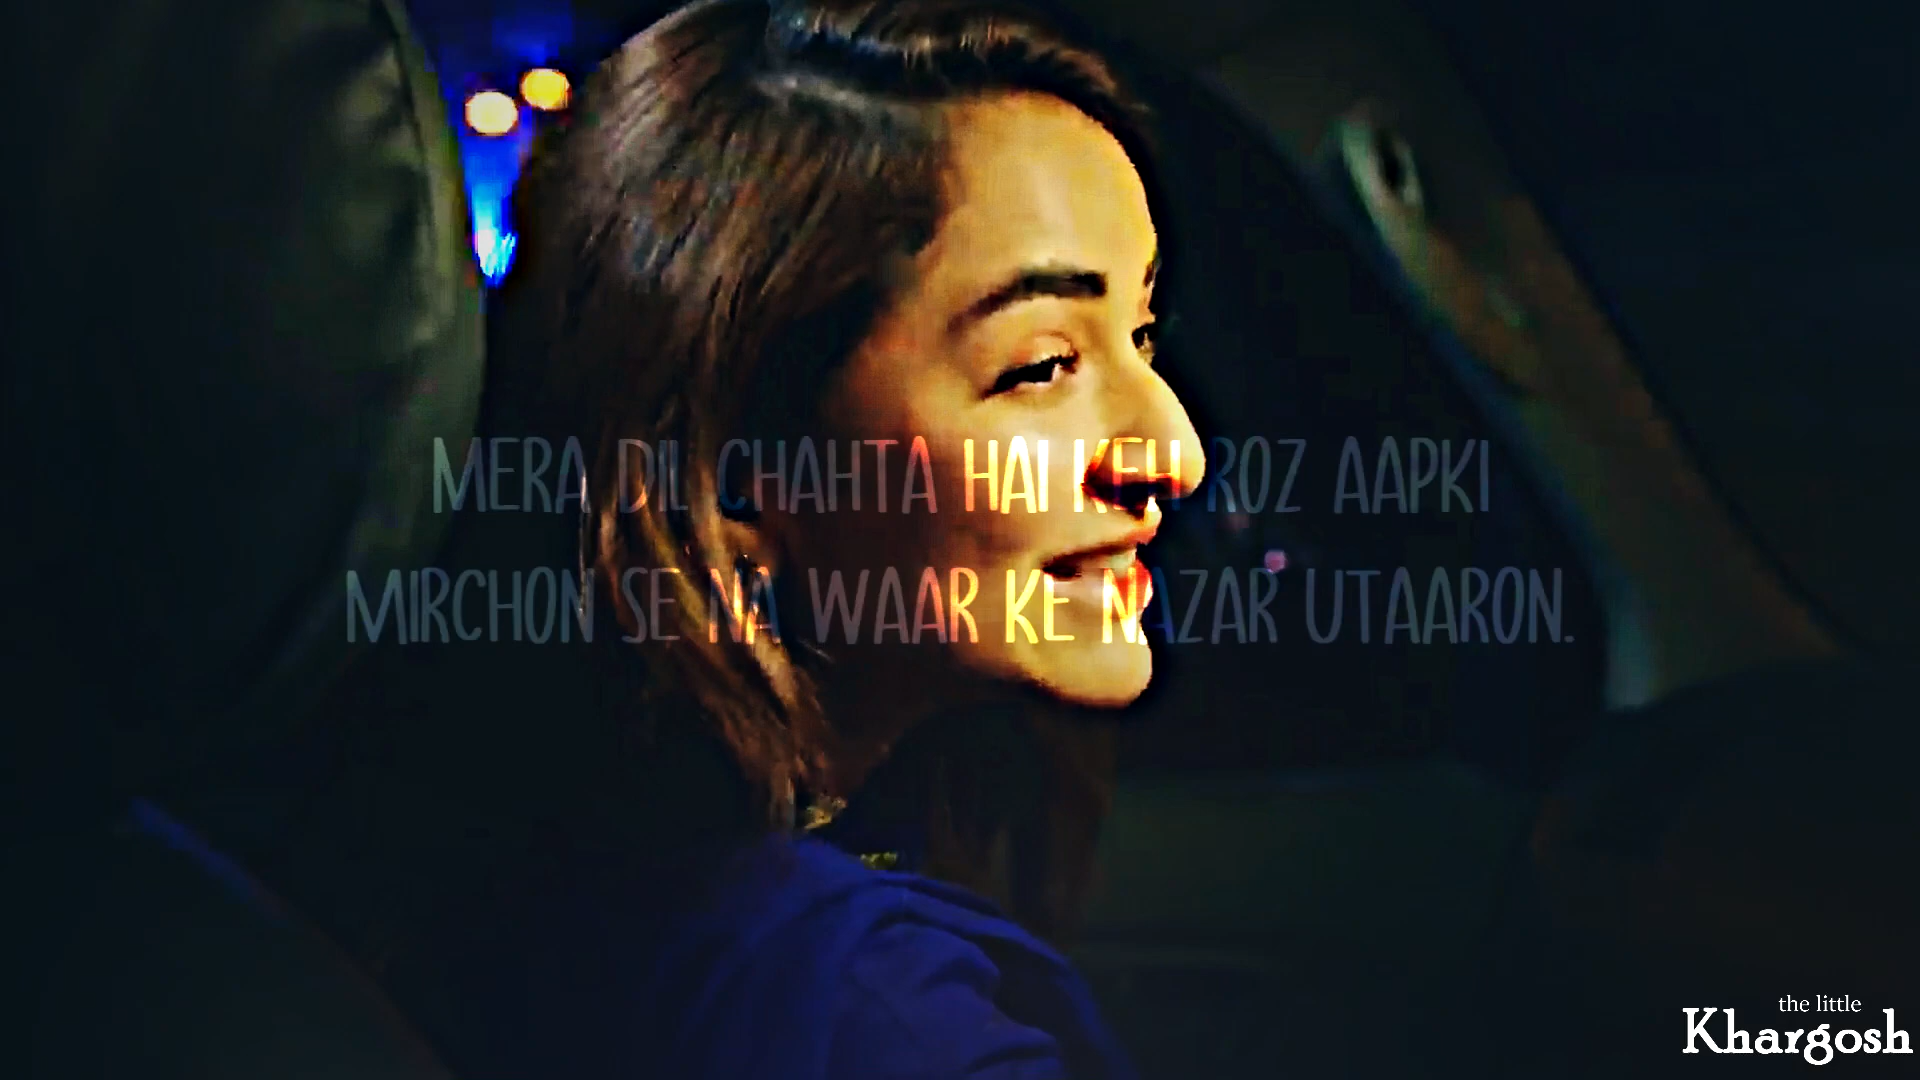 MERA DIL CHAHTA HAI KEH ROZ AAPKI
MIRCHON SE NA WAAR KE NAZAR UTAARON.
the little
Khargosh